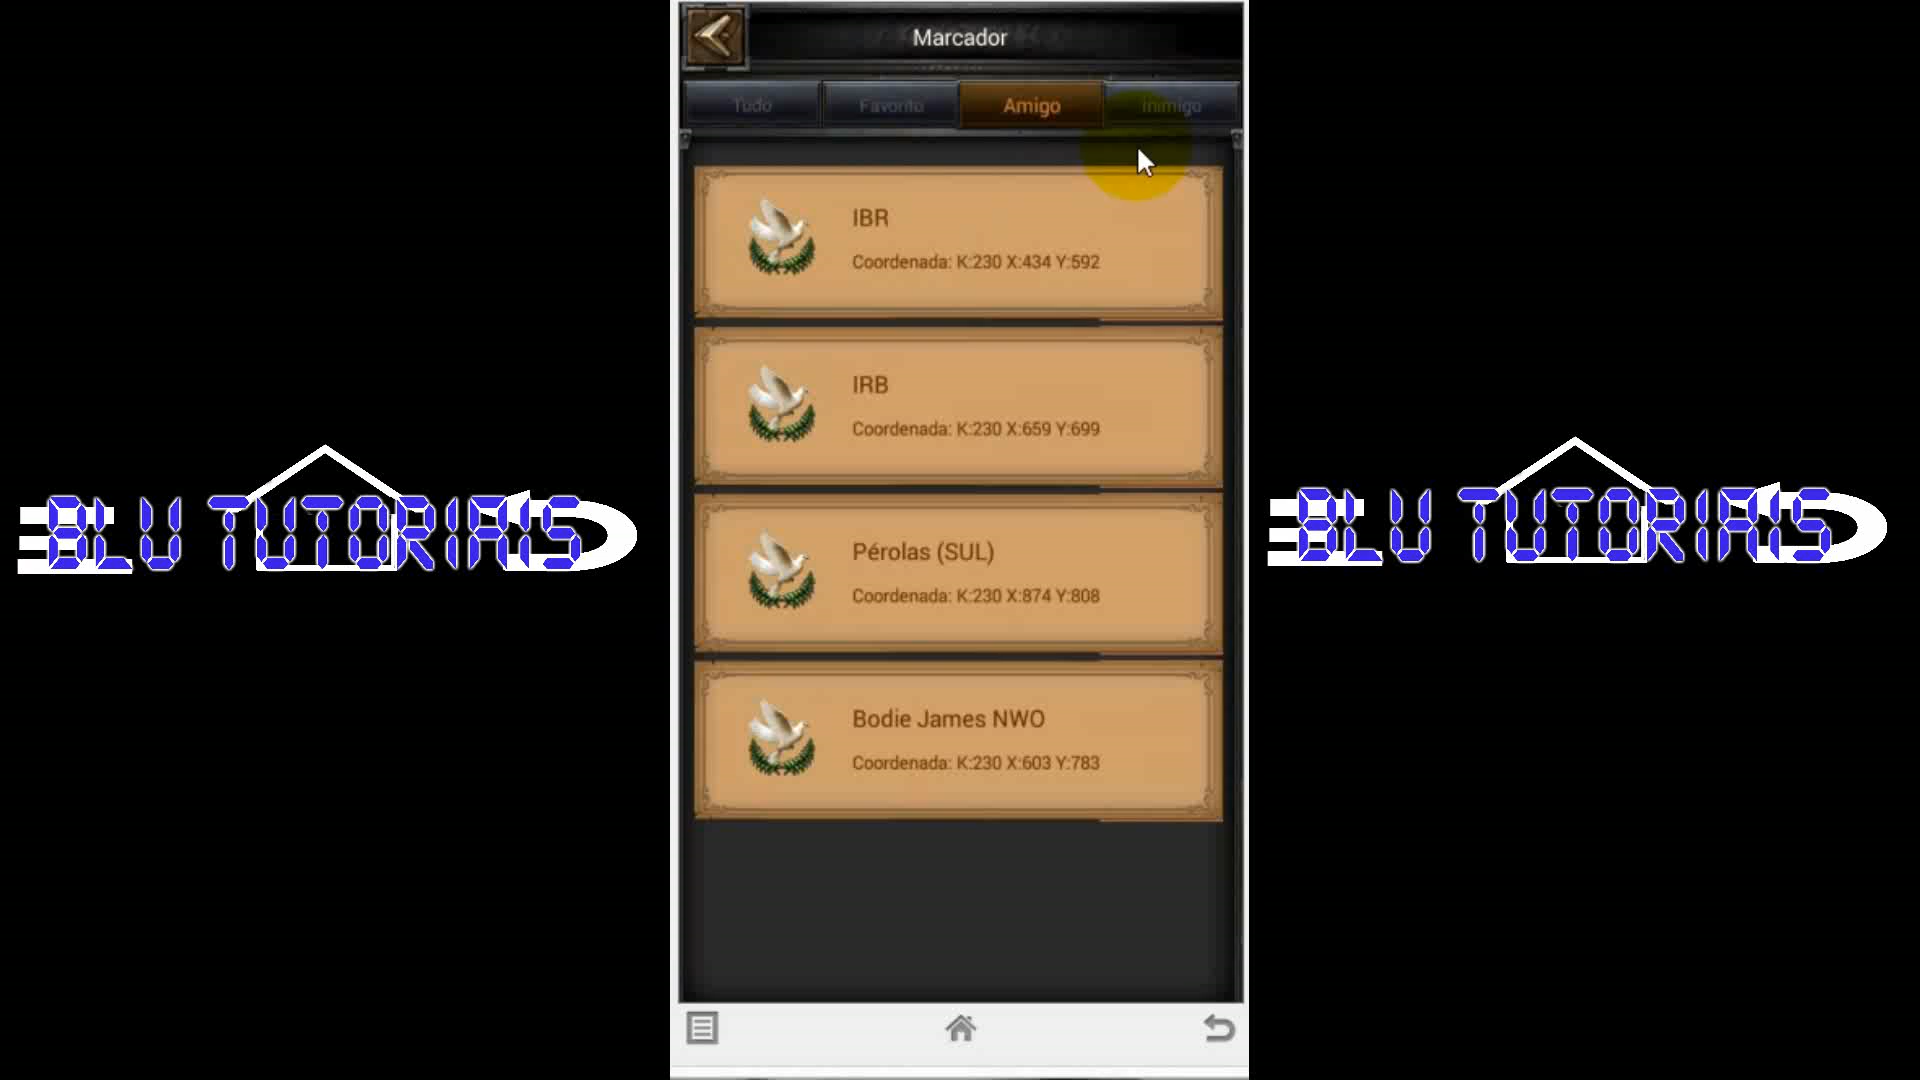 Marcador
Tudo
Favorito
Amigo
Inimigo
IBR
Coordenada: K:230 X:434 Y:592
IRB
Coordenada: K:230 X:659 Y:699
Pérolas (SUL)
Coordenada: K:230 X:874 Y:808
Bodie James NWO
Coordenada: K:230 X:603 Y:783
BLU TUTORIAIS
BLU TUTORIAIS